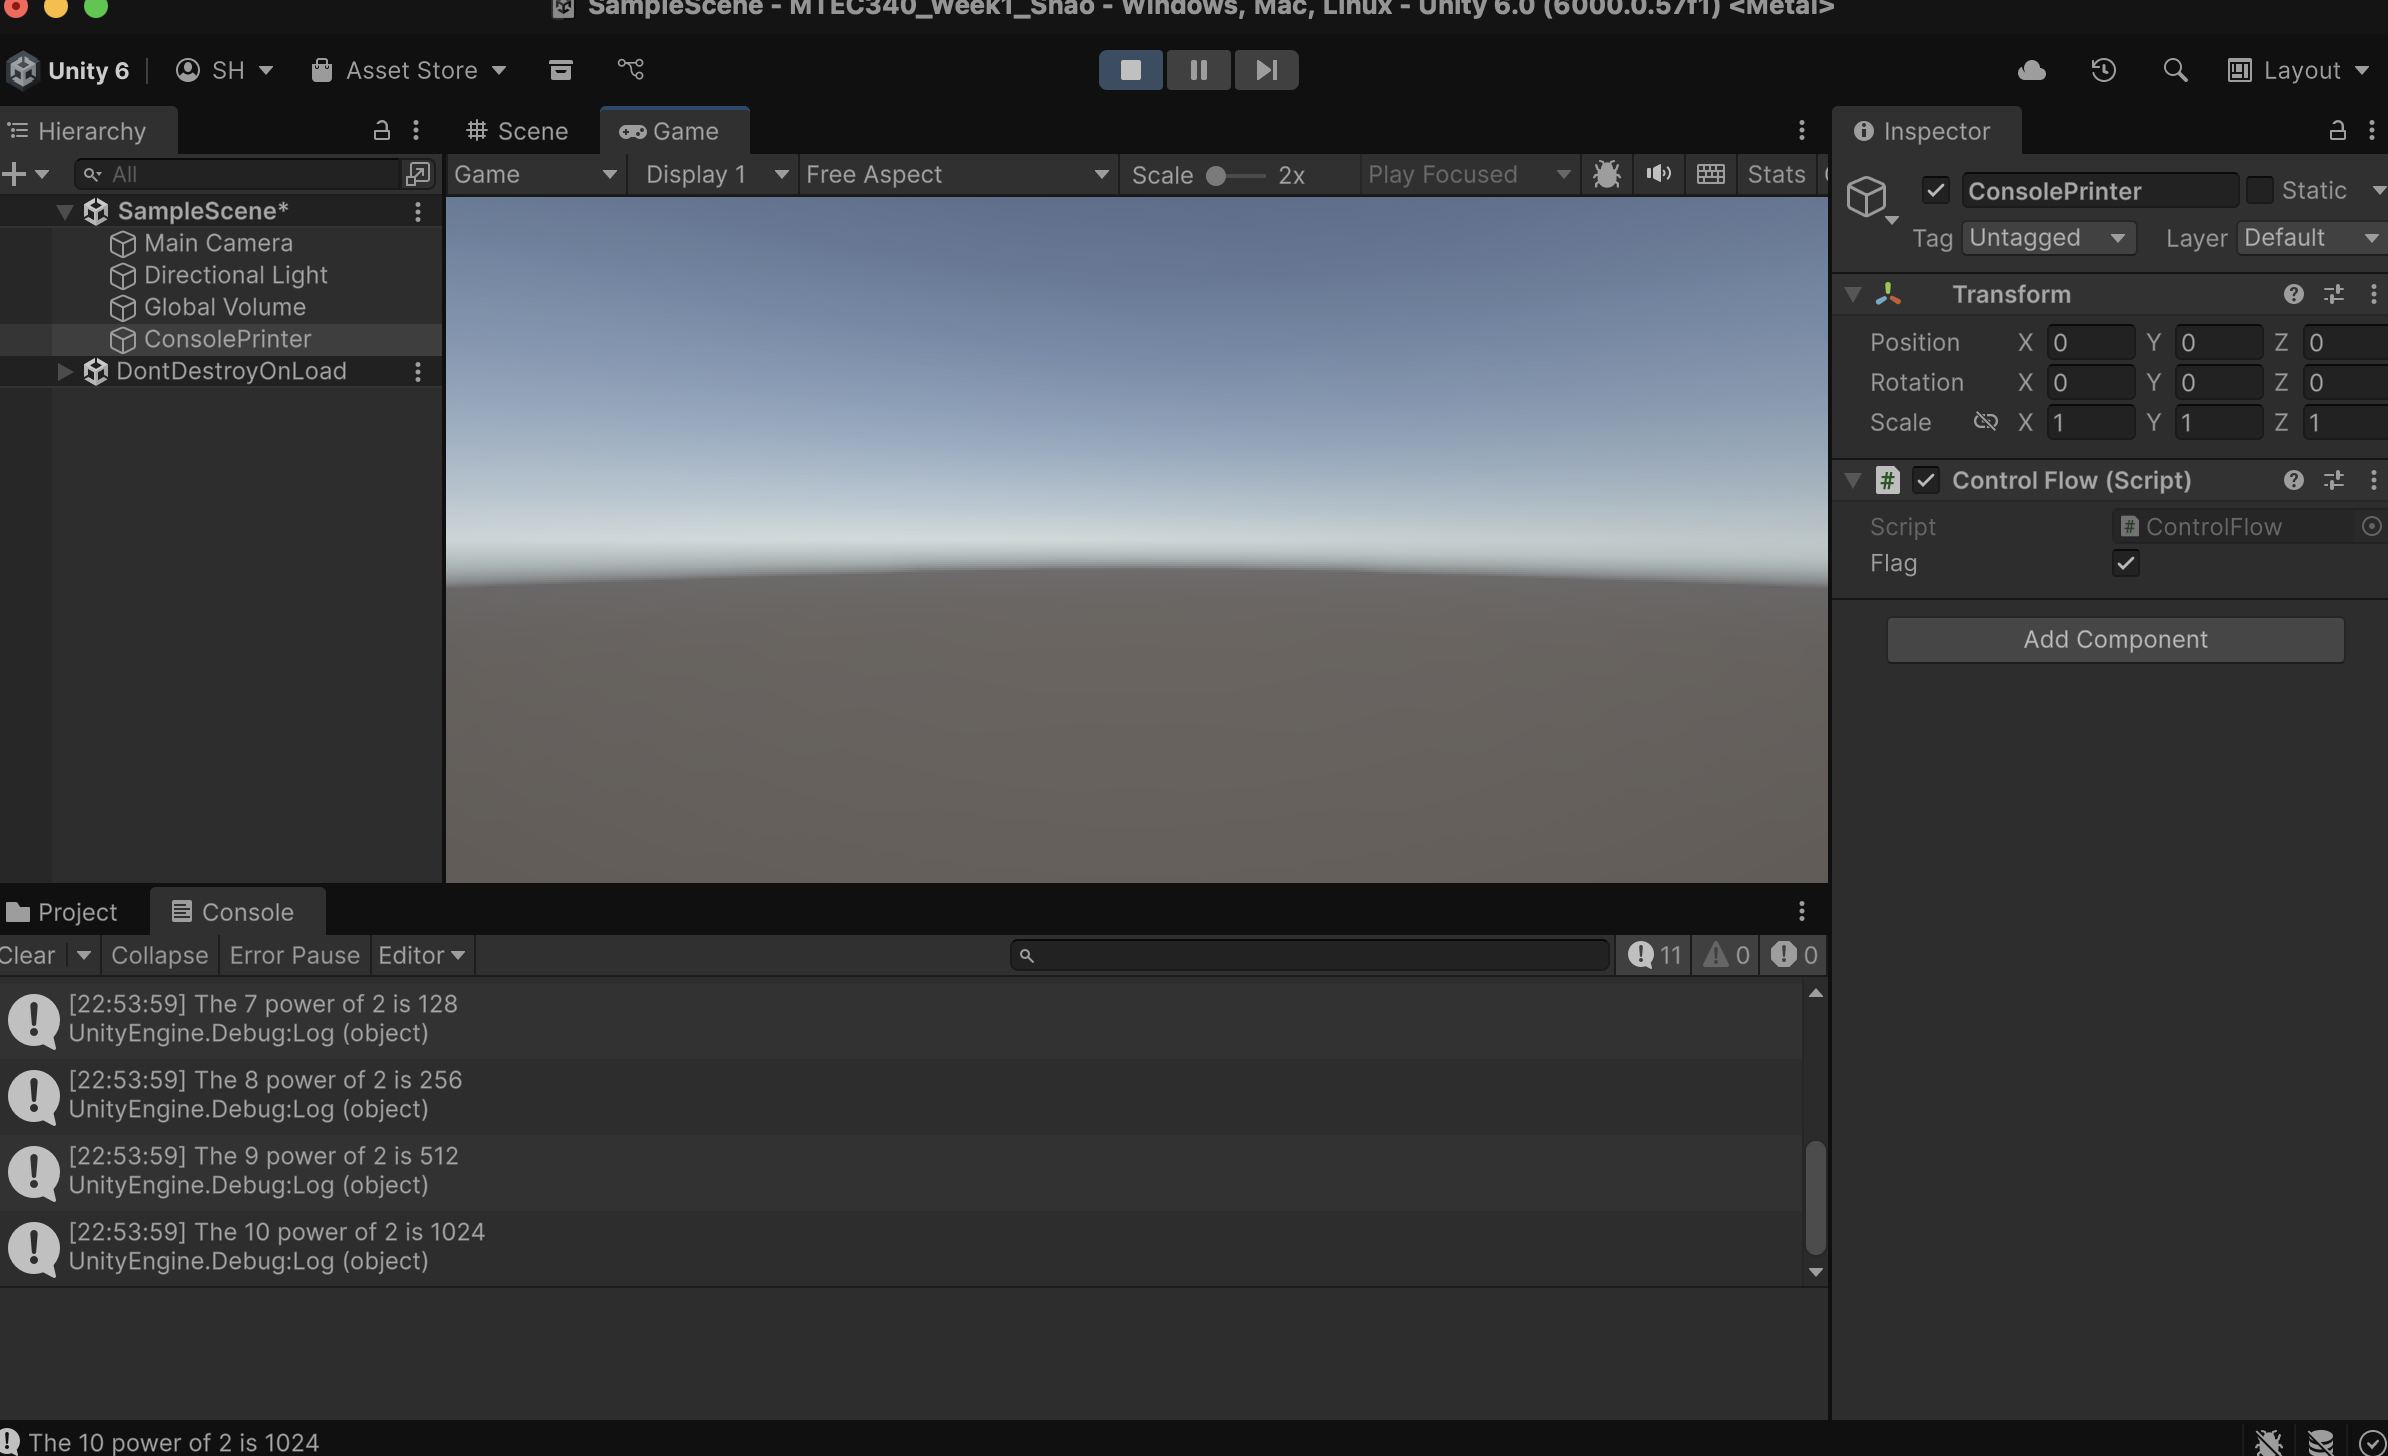 SampleScene - MTEC340_Week1_Shao - Windows, Mac, Linux - Unity 6.0 (6000.0.57f1) <Metal>
Unity 6
SH
Asset Store
Layout
Hierarchy
Scene
Game
Inspector
All
Game
Display 1
Free Aspect
Scale
2x
Play Focused
Stats
SampleScene*
Main Camera
Directional Light
Global Volume
ConsolePrinter
DontDestroyOnLoad
ConsolePrinter
Static
Tag
Untagged
Layer
Default
Transform
Position X 0 Y 0 Z 0
Rotation X 0 Y 0 Z 0
Scale X 1 Y 1 Z 1
# Control Flow (Script)
Script
# ControlFlow
Flag
Add Component
Project
Console
Clear
Collapse
Error Pause
Editor
11
0
0
[22:53:59] The 7 power of 2 is 128
UnityEngine.Debug:Log (object)
[22:53:59] The 8 power of 2 is 256
UnityEngine.Debug:Log (object)
[22:53:59] The 9 power of 2 is 512
UnityEngine.Debug:Log (object)
[22:53:59] The 10 power of 2 is 1024
UnityEngine.Debug:Log (object)
The 10 power of 2 is 1024